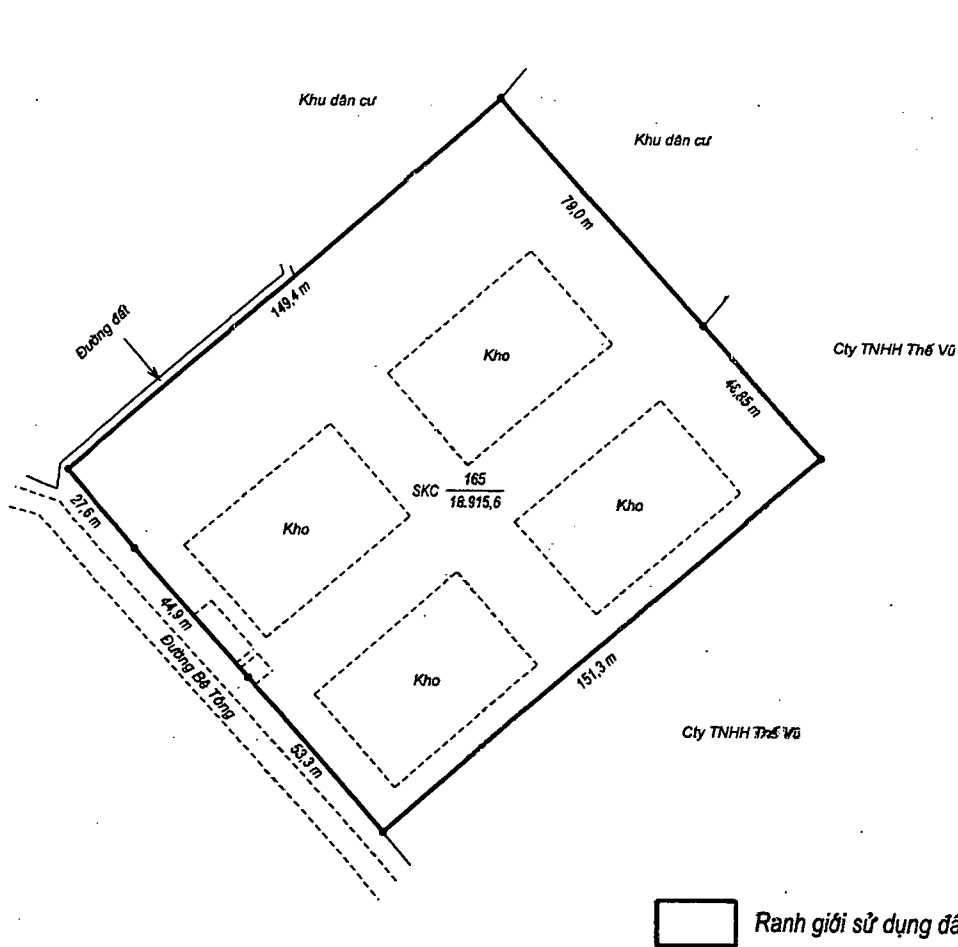 Khu dân cư
Khu dân cư
79,0 m
149,4 m
Đường đất
Kho
Cty TNHH Thế Vũ
46,85 m
SKC 165
18.915,6
27,6 m
Kho
Kho
44,9 m
Đường Bê Tông
Kho
151,3 m
53,3 m
Cty TNHH Thế Vũ
Ranh giới sử dụng